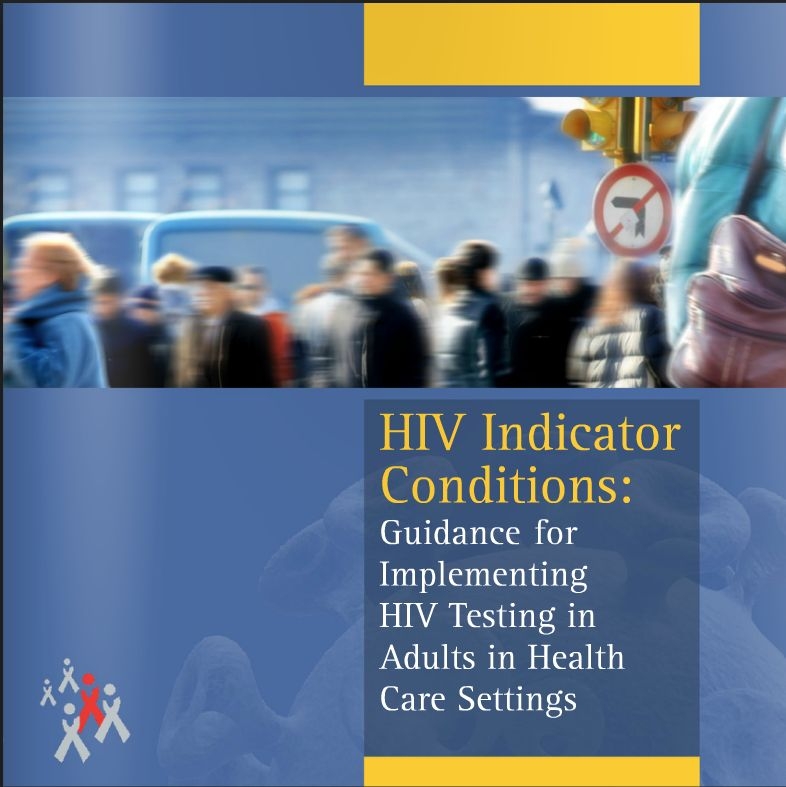 HIV Indicator
Conditions:
Guidance for
Implementing
HIV Testing in
Adults in Health
Care Settings